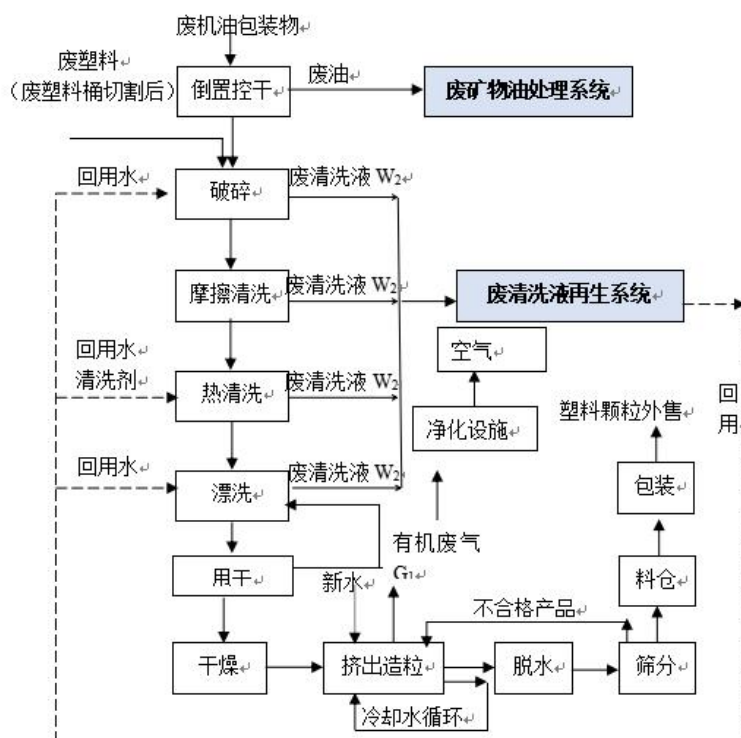 废机油包装物
废塑料
（废塑料桶切割后）
倒置控干
废油
废矿物油处理系统
回用水
破碎
废清洗液 W2
摩擦清洗
废清洗液 W2
废清洗液再生系统
空气
回用水
清洗剂
热清洗
废清洗液 W2
净化设施
塑料颗粒外售
回
用
回用水
漂洗
废清洗液 W2
包装
有机废气
G1
甩干
新水
料仓
不合格产品
干燥
挤出造粒
脱水
筛分
冷却水循环